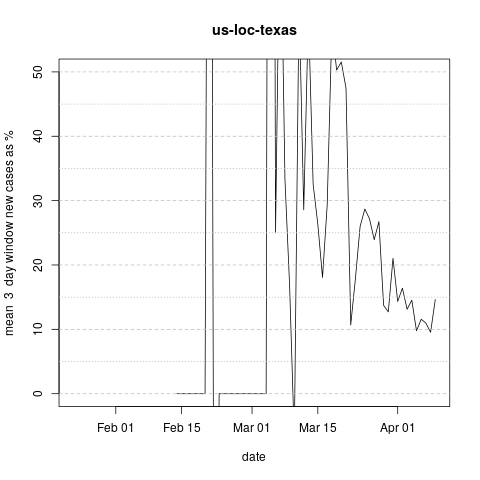 us-loc-texas
mean  3  day window new cases as %
50
40
30
20
10
0
Feb 01
Feb 15
Mar 01
Mar 15
Apr 01
date